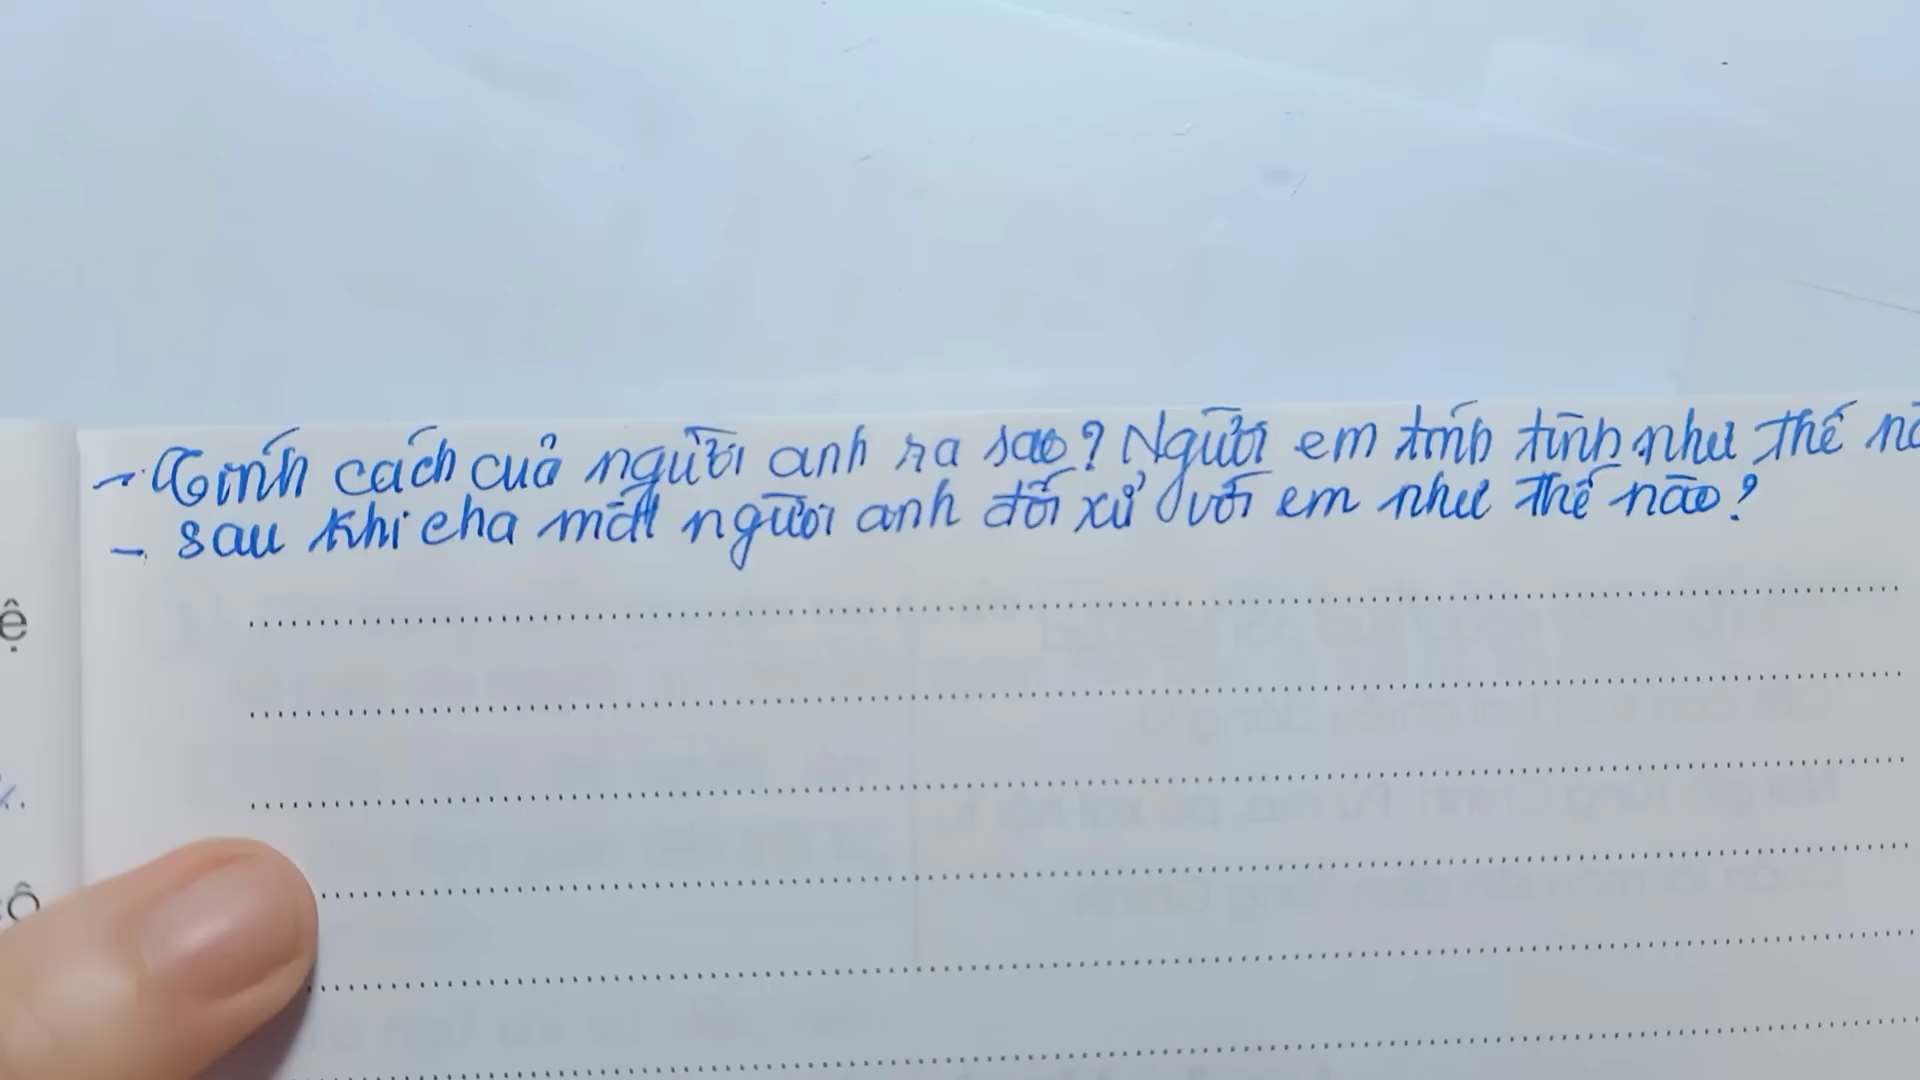 - Tính cách của người anh ra sao? Người em tính tình như thế nà
- sau khi cha mất người anh đối xử với em như thế nào?
ệ
ô